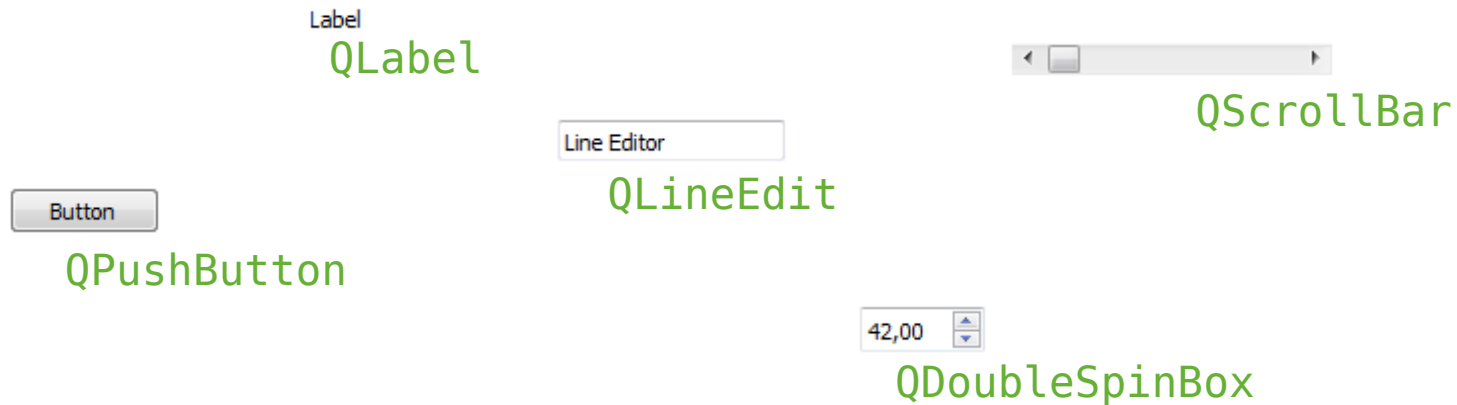 Label
QLabel
QScrollBar
Line Editor
QLineEdit
Button
QPushButton
42,00
QDoubleSpinBox